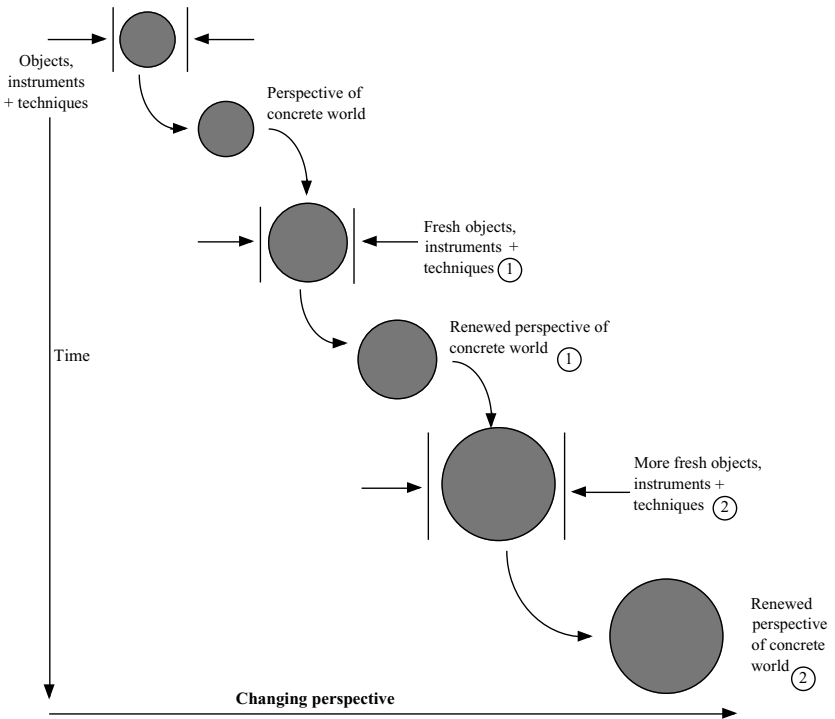 Objects,
instruments
+ techniques
Perspective of
concrete world
Fresh objects,
instruments +
techniques 1
Renewed perspective of
concrete world 1
Time
More fresh objects,
instruments +
techniques 2
Renewed
perspective
of concrete
world 2
Changing perspective